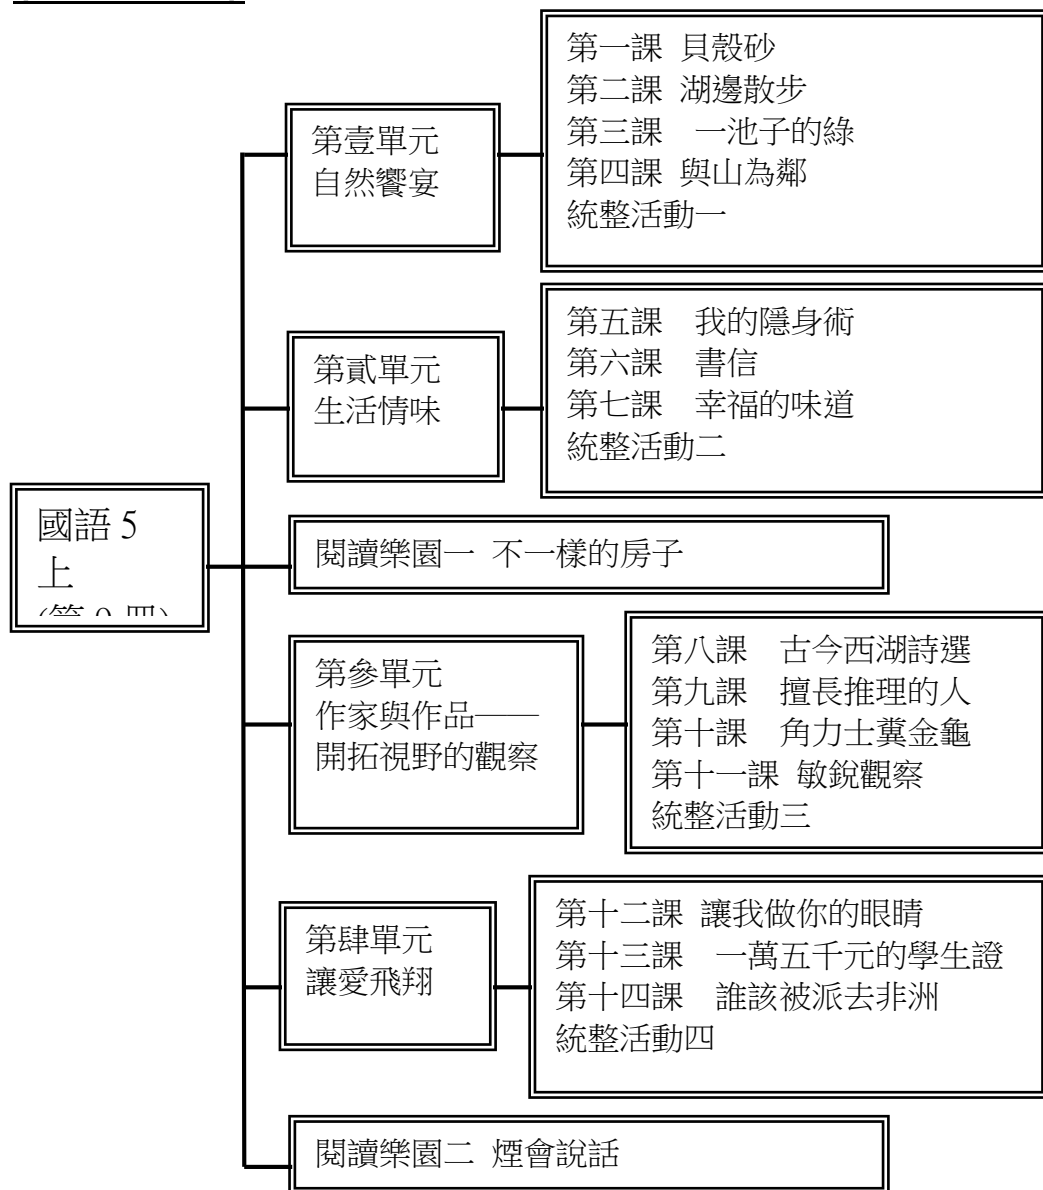 國語 5
上
(第 9 冊)
第壹單元
自然饗宴
第一課 貝殼砂
第二課 湖邊散步
第三課 一池子的綠
第四課 與山為鄰
統整活動一
第貳單元
生活情味
第五課 我的隱身術
第六課 書信
第七課 幸福的味道
統整活動二
閱讀樂園一 不一樣的房子
第參單元
作家與作品——
開拓視野的觀察
第八課 古今西湖詩選
第九課 擅長推理的人
第十課 角力士糞金龜
第十一課 敏銳觀察
統整活動三
第肆單元
讓愛飛翔
第十二課 讓我做你的眼睛
第十三課 一萬五千元的學生證
第十四課 誰該被派去非洲
統整活動四
閱讀樂園二 煙會說話